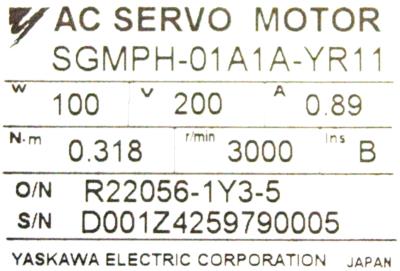 AC SERVO MOTOR
SGMPH-01A1A-YR11
W 100 V 200 A 0.89
N·m 0.318 r/min 3000 Ins B
O/N R22056-1Y3-5
S/N D001Z4259790005
YASKAWA ELECTRIC CORPORATION JAPAN